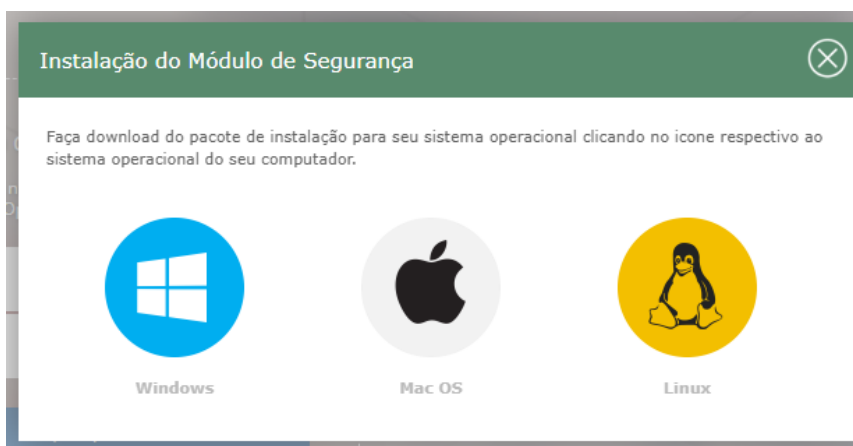 Instalação do Módulo de Segurança
Faça download do pacote de instalação para seu sistema operacional clicando no icone respectivo ao
sistema operacional do seu computador.
Windows
Mac OS
Linux